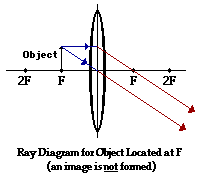 Object
2F F F 2F
Ray Diagram for Object Located at F
(an image is not formed)